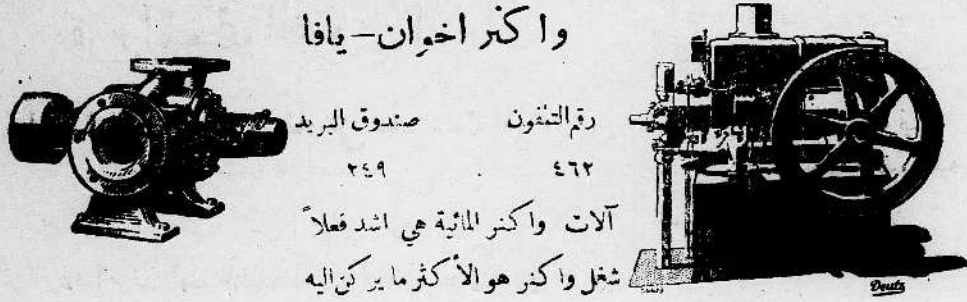 واكنر اخوان - يافا
رقم التلفون صندوق البريد
٤٦٢ ٢٤٩
آلات واكنر المائية هي اشد فعلاً
شغل واكنر هو الأكثر ما يركن اليه
Deutz